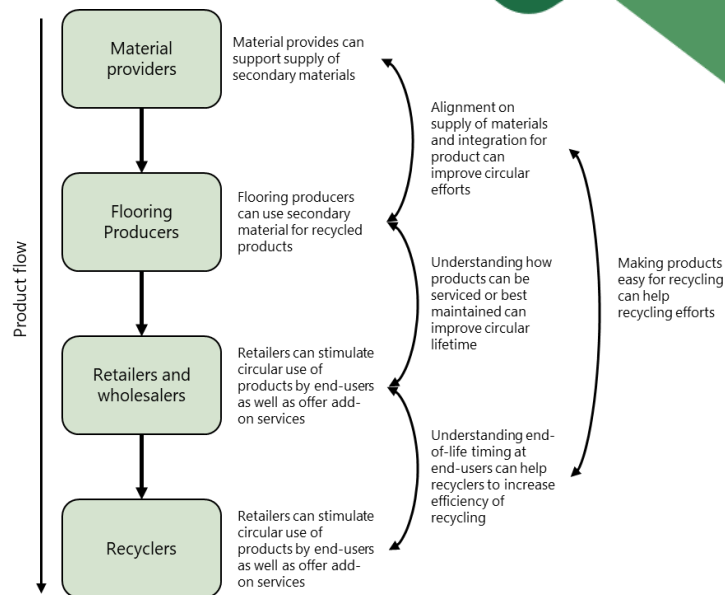 Material
providers
Material provides can
support supply of
secondary materials
Alignment on
supply of materials
and integration for
product can
improve circular
efforts
Flooring
Producers
Flooring producers
can use secondary
material for recycled
products
Product flow
Understanding how
products can be
serviced or best
maintained can
improve circular
lifetime
Making products
easy for recycling
can help
recycling efforts
Retailers and
wholesalers
Retailers can stimulate
circular use of
products by end-users
as well as offer add-
on services
Understanding end-
of-life timing at
end-users can help
recyclers to increase
efficiency of
recycling
Recyclers
Retailers can stimulate
circular use of
products by end-users
as well as offer add-
on services